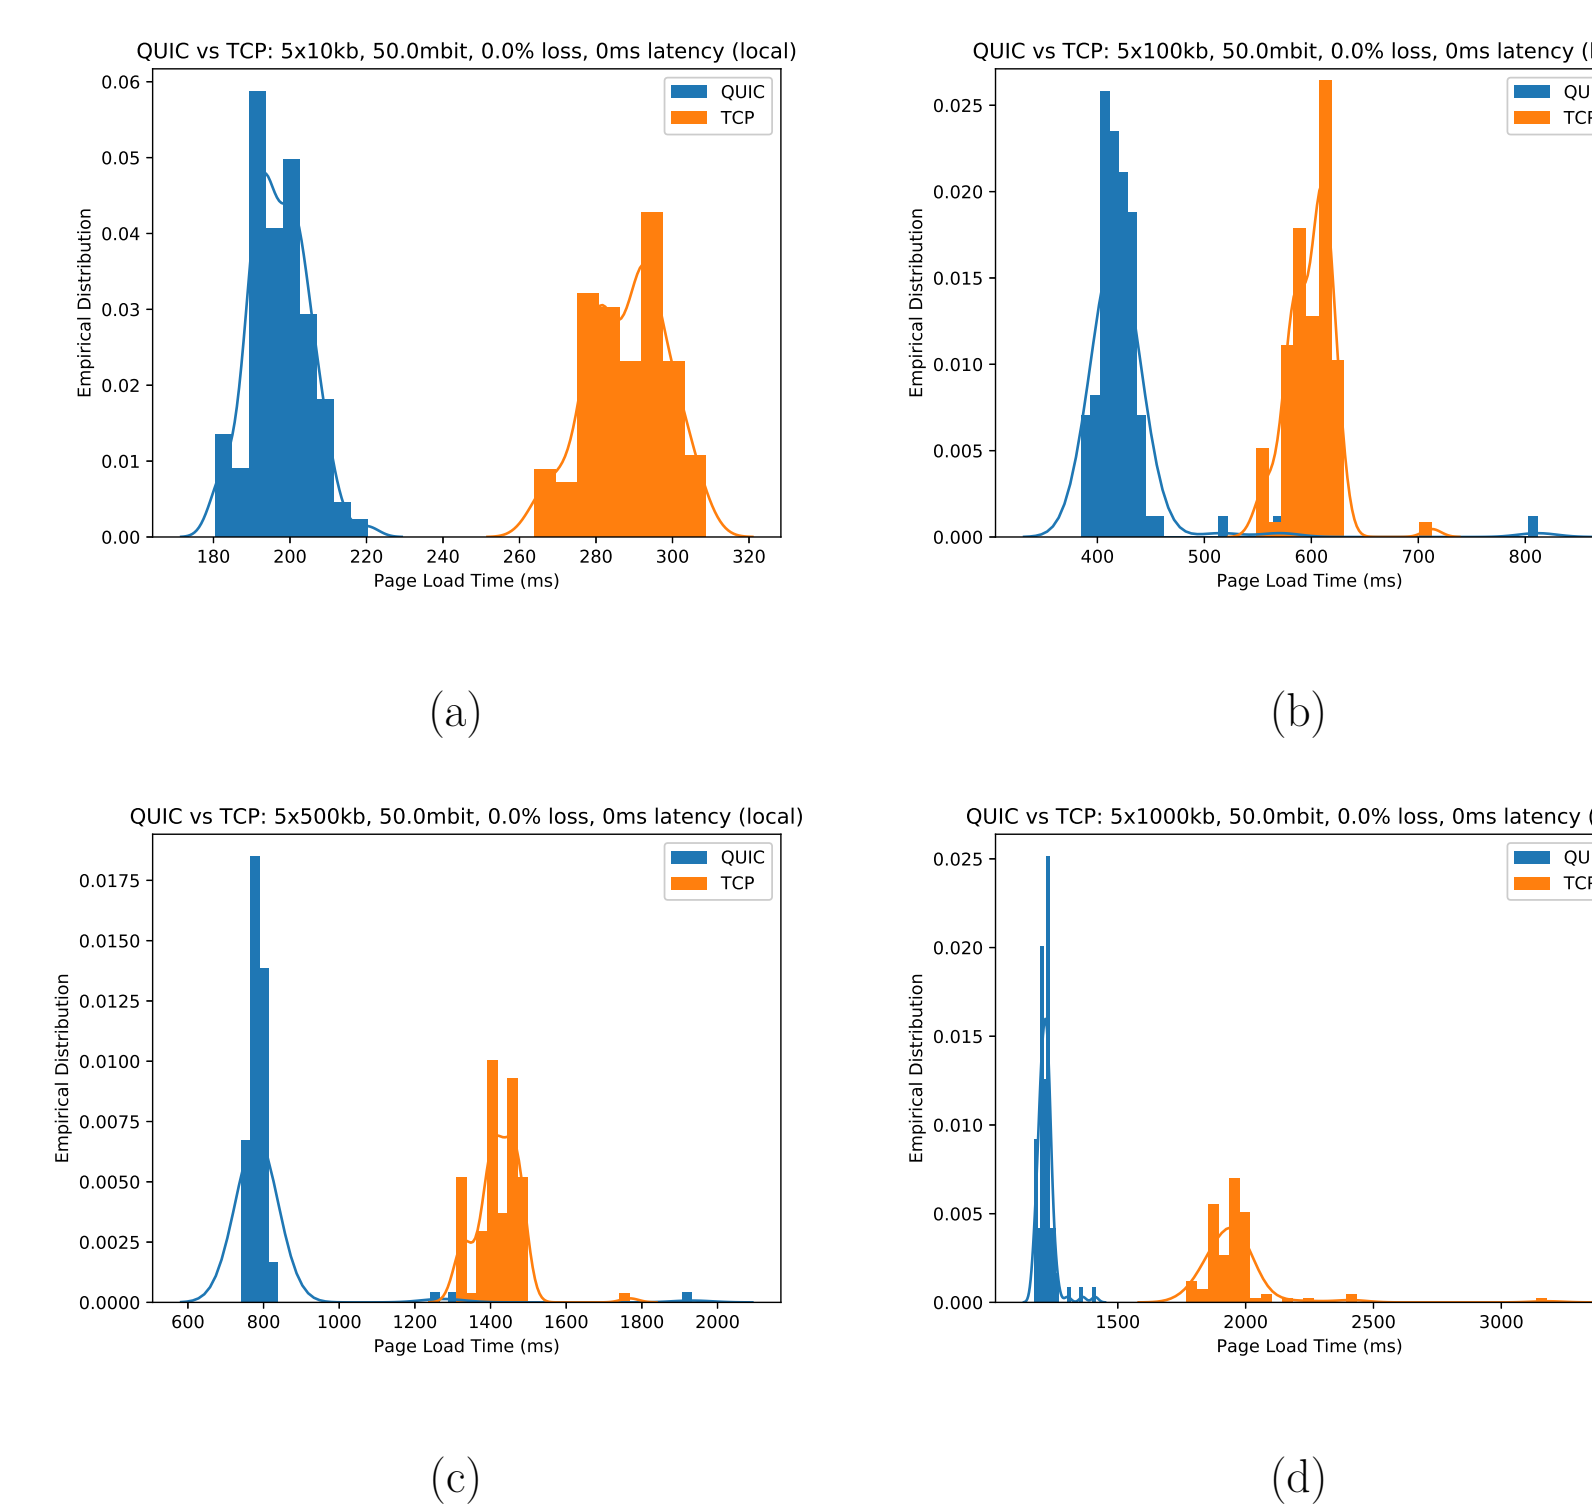 QUIC vs TCP: 5x10kb, 50.0mbit, 0.0% loss, 0ms latency (local)
0.06
0.05
0.04
0.03
0.02
0.01
0.00
Empirical Distribution
QUIC
TCP
180 200 220 240 260 280 300 320
Page Load Time (ms)
(a)
QUIC vs TCP: 5x100kb, 50.0mbit, 0.0% loss, 0ms latency (
0.025
0.020
0.015
0.010
0.005
0.000
Empirical Distribution
QU
TCP
400 500 600 700 800
Page Load Time (ms)
(b)
QUIC vs TCP: 5x500kb, 50.0mbit, 0.0% loss, 0ms latency (local)
0.0175
0.0150
0.0125
0.0100
0.0075
0.0050
0.0025
0.0000
Empirical Distribution
QUIC
TCP
600 800 1000 1200 1400 1600 1800 2000
Page Load Time (ms)
(c)
QUIC vs TCP: 5x1000kb, 50.0mbit, 0.0% loss, 0ms latency (
0.025
0.020
0.015
0.010
0.005
0.000
Empirical Distribution
QU
TCP
1500 2000 2500 3000
Page Load Time (ms)
(d)